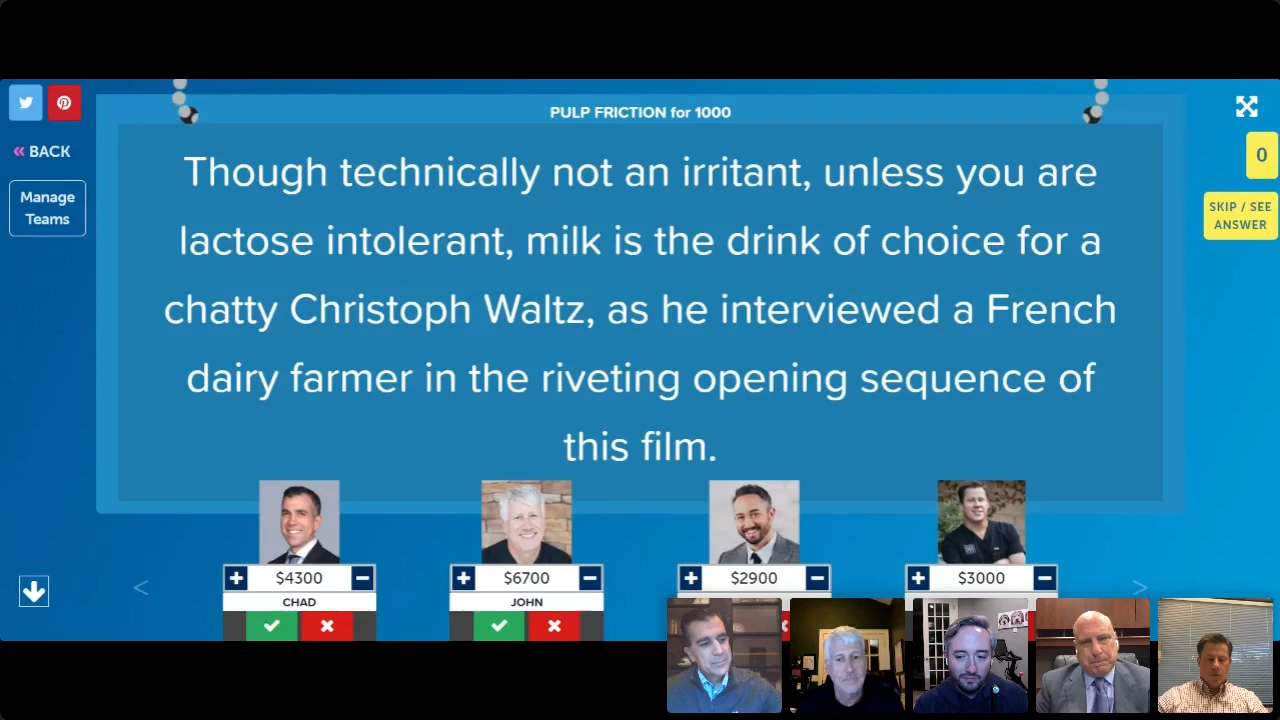 PULP FRICTION for 1000
« BACK
Manage
Teams
0
SKIP / SEE
ANSWER
Though technically not an irritant, unless you are
lactose intolerant, milk is the drink of choice for a
chatty Christoph Waltz, as he interviewed a French
dairy farmer in the riveting opening sequence of
this film.
+ $4300 −
+ $6700 −
+ $2900 −
+ $3000 −
CHAD
JOHN